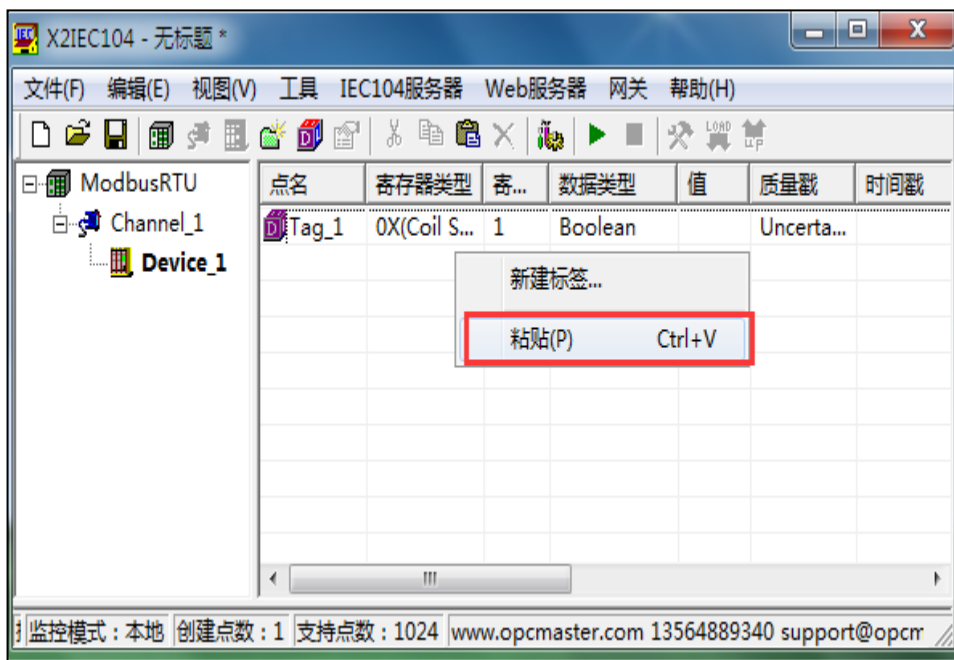 X2IEC104 - 无标题 *
文件(F) 编辑(E) 视图(V) 工具 IEC104服务器 Web服务器 网关 帮助(H)
ModbusRTU
Channel_1
Device_1
点名 寄存器类型 寄... 数据类型 值 质量戳 时间戳
Tag_1 0X(Coil S... 1 Boolean Uncerta...
新建标签...
粘贴(P) Ctrl+V
监控模式：本地 创建点数：1 支持点数：1024 www.opcmaster.com 13564889340 support@opcm